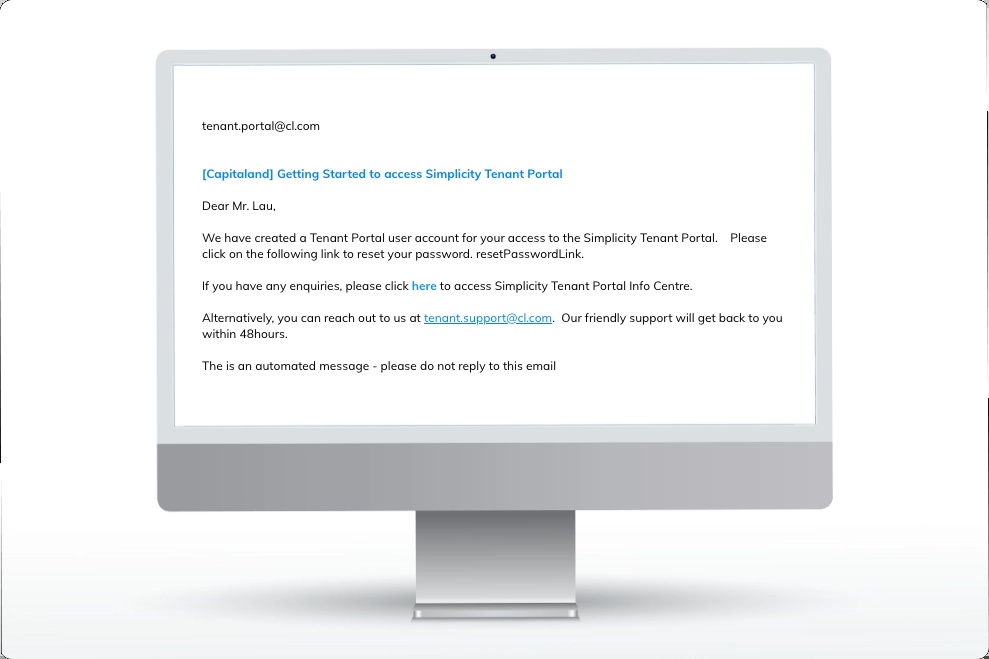 tenant.portal@cl.com
[Capitaland] Getting Started to access Simplicity Tenant Portal
Dear Mr. Lau,
We have created a Tenant Portal user account for your access to the Simplicity Tenant Portal.    Please
click on the following link to reset your password. resetPasswordLink.
If you have any enquiries, please click here to access Simplicity Tenant Portal Info Centre.
Alternatively, you can reach out to us at tenant.support@cl.com.  Our friendly support will get back to you
within 48hours.
The is an automated message - please do not reply to this email